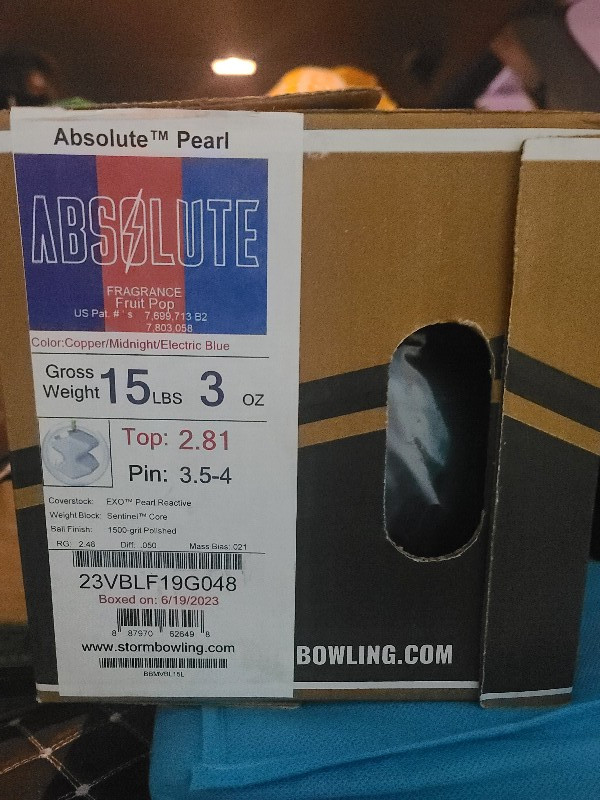 Absolute™ Pearl
ABSOLUTE
FRAGRANCE
Fruit Pop
US Pat. #'s 7,699,713 B2
7,803,058
Color:Copper/Midnight/Electric Blue
Gross Weight 15 LBS 3 OZ
Top: 2.81
Pin: 3.5-4
Coverstock: EXO™ Pearl Reactive
Weight Block: Sentinel™ Core
Ball Finish: 1500-grit Polished
RG: 2.48 Diff: .050 Mass Bias: .021
23VBLF19G048
Boxed on: 6/19/2023
8 87970 62649 8
www.stormbowling.com
BBMVBL15L
BOWLING.COM